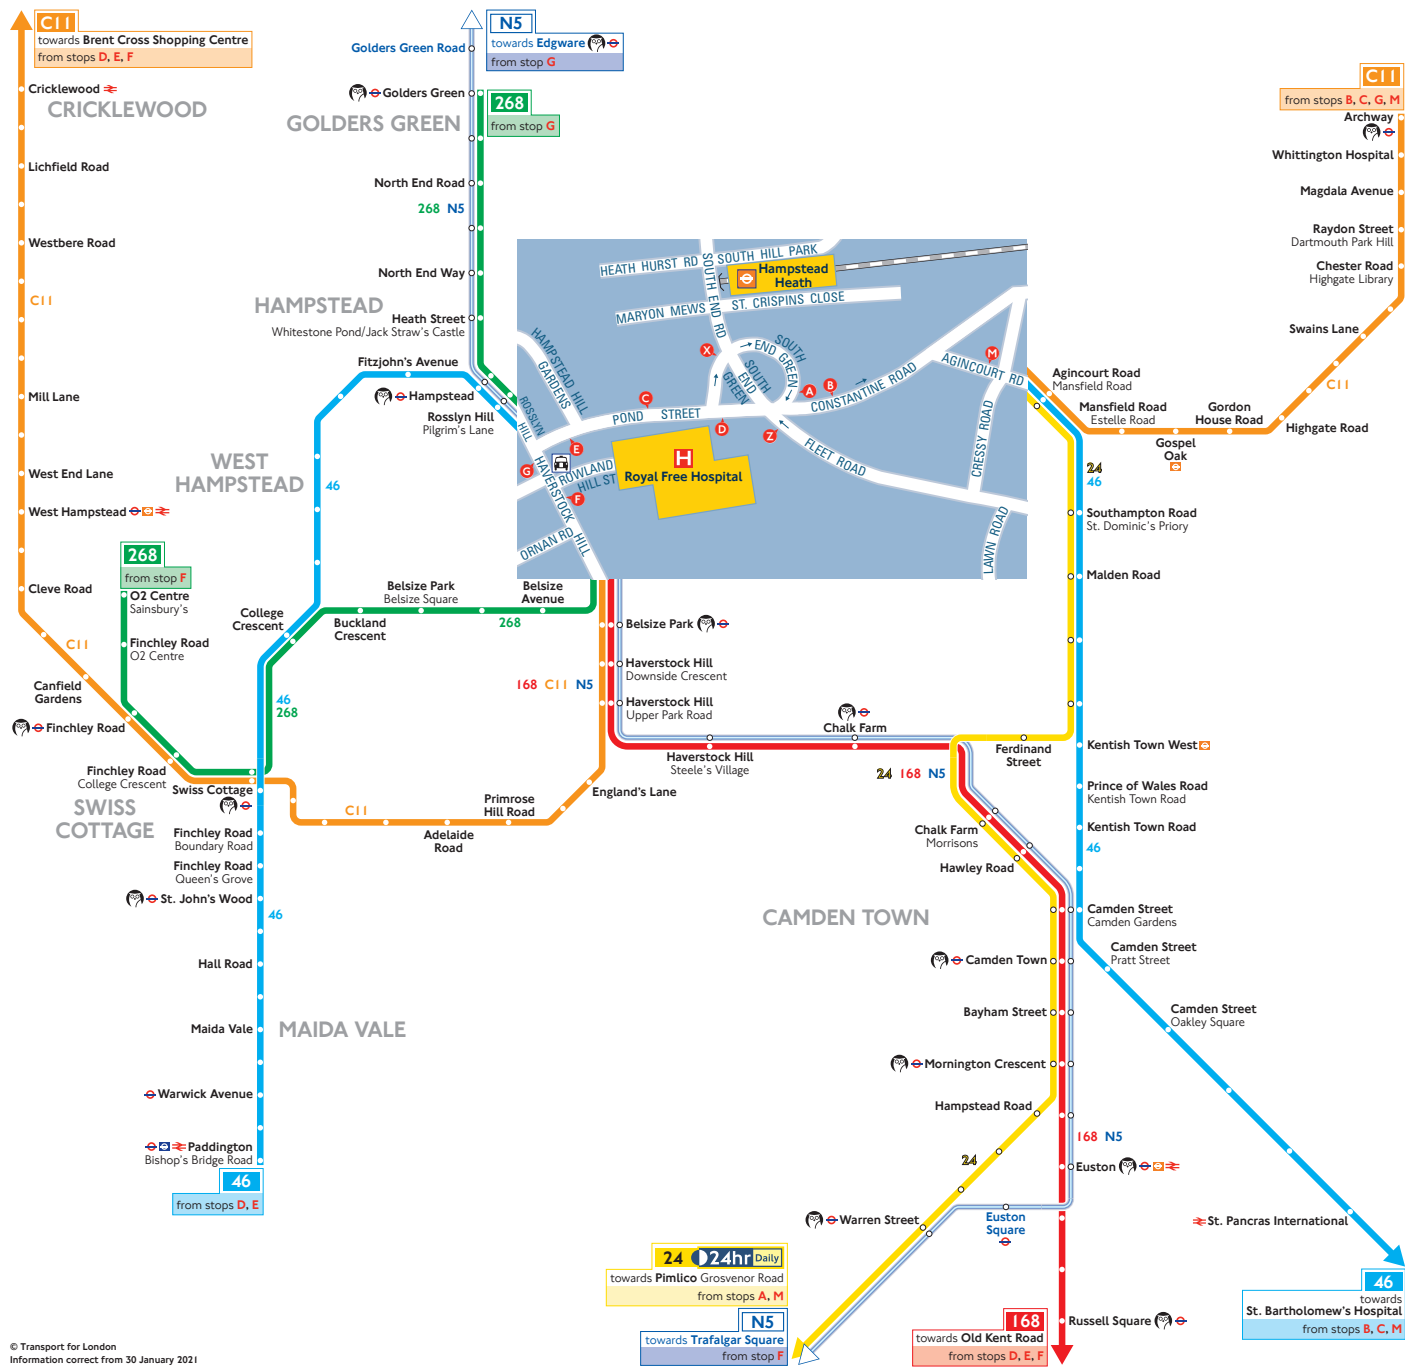 C11
towards Brent Cross Shopping Centre
from stops D, E, F
N5
towards Edgware
from stop G
Golders Green Road
Golders Green
268
from stop G
C11
from stops B, C, G, M
Archway
Whittington Hospital
Magdala Avenue
Raydon Street
Dartmouth Park Hill
Chester Road
Highgate Library
Swains Lane
C11
Highgate Road
Gordon
House Road
Gospel
Oak
Mansfield Road
Estelle Road
Agincourt Road
Mansfield Road
Cricklewood
CRICKLEWOOD
Lichfield Road
Westbere Road
C11
Mill Lane
West End Lane
West Hampstead
Cleve Road
C11
Canfield
Gardens
Finchley Road
GOLDERS GREEN
North End Road
268 N5
North End Way
HAMPSTEAD
Heath Street
Whitestone Pond/Jack Straw's Castle
Fitzjohn's Avenue
Hampstead
Rosslyn Hill
Pilgrim's Lane
WEST
HAMPSTEAD
46
HEATH HURST RD
SOUTH HILL PARK
Hampstead
Heath
SOUTH END RD
MARYON MEWS
ST. CRISPINS CLOSE
HAMPSTEAD HILL
GARDENS
X
END GREEN
SOUTH
SOUTH
END
GREEN
A
B
CONSTANTINE ROAD
M
AGINCOURT RD
C
POND STREET
D
Z
FLEET ROAD
CRESSY ROAD
ROSSLYN
HILL
E
G
F
ROWLAND
HILL ST
H
Royal Free Hospital
HAVERSTOCK HILL
ORNAN RD
LAWN ROAD
24
46
Southampton Road
St. Dominic's Priory
Malden Road
268
from stop F
O2 Centre
Sainsbury's
Finchley Road
O2 Centre
College
Crescent
Buckland
Crescent
Belsize Park
Belsize Square
Belsize
Avenue
268
46
268
Belsize Park
Haverstock Hill
Downside Crescent
168 C11 N5
Haverstock Hill
Upper Park Road
Chalk Farm
Haverstock Hill
Steele's Village
24 168 N5
Ferdinand
Street
Kentish Town West
Prince of Wales Road
Kentish Town Road
Kentish Town Road
46
Finchley Road
College Crescent
Swiss Cottage
SWISS
COTTAGE
C11
Adelaide
Road
Primrose
Hill Road
England's Lane
Finchley Road
Boundary Road
Finchley Road
Queen's Grove
St. John's Wood
46
Hall Road
Maida Vale
MAIDA VALE
Warwick Avenue
Paddington
Bishop's Bridge Road
46
from stops D, E
Chalk Farm
Morrisons
Hawley Road
CAMDEN TOWN
Camden Street
Camden Gardens
Camden Street
Pratt Street
Camden Town
Camden Street
Oakley Square
Bayham Street
Mornington Crescent
Hampstead Road
168 N5
24
Euston
Warren Street
Euston
Square
St. Pancras International
24 24hr Daily
towards Pimlico Grosvenor Road
from stops A, M
N5
towards Trafalgar Square
from stop F
168
towards Old Kent Road
from stops D, E, F
Russell Square
46
towards
St. Bartholomew's Hospital
from stops B, C, M
© Transport for London
Information correct from 30 January 2021